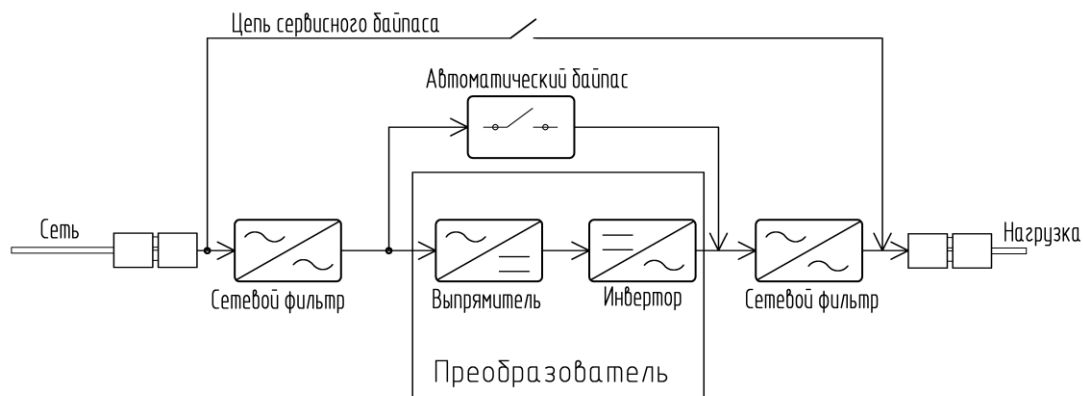 Цепь сервисного байпаса
Автоматический байпас
Сеть
Нагрузка
Сетевой фильтр
Выпрямитель
Инвертор
Сетевой фильтр
Преобразователь